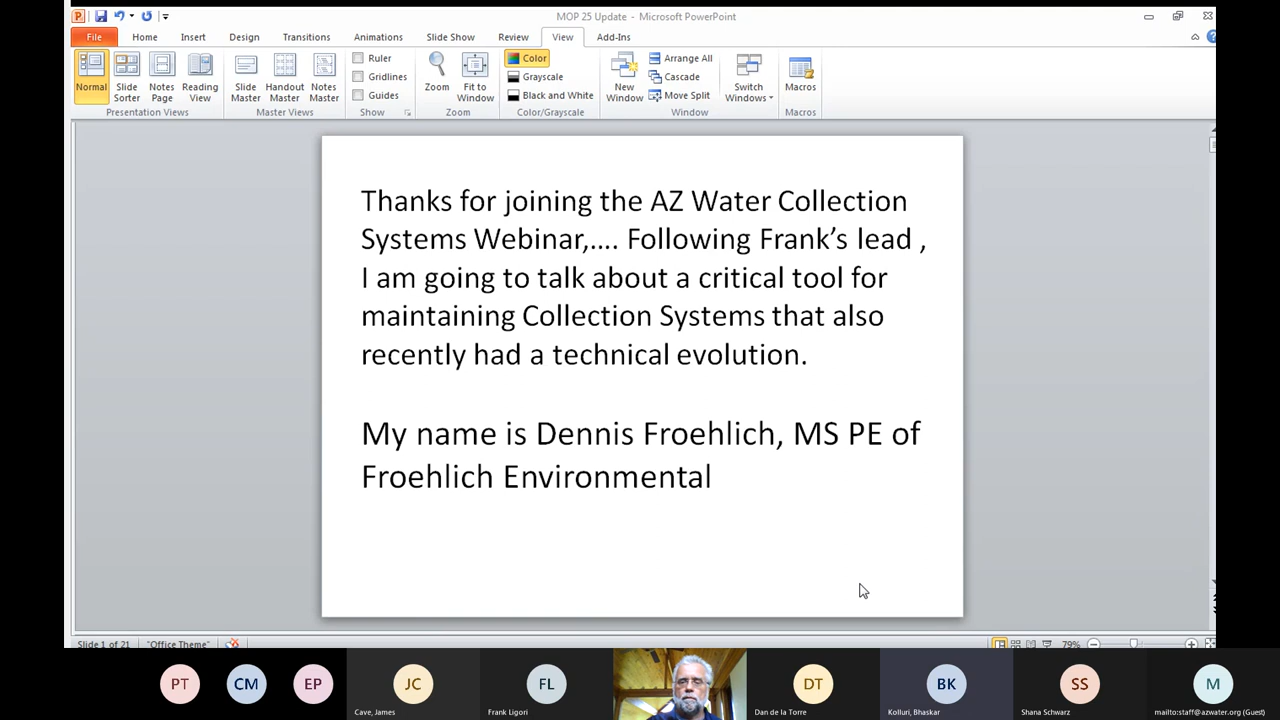 MOP 25 Update - Microsoft PowerPoint
File Home Insert Design Transitions Animations Slide Show Review View Add-Ins
Normal Slide Sorter Notes Page Reading View
Presentation Views
Slide Master Handout Master Notes Master
Master Views
Ruler
Gridlines
Guides
Show
Zoom Fit to Window
Zoom
Color
Grayscale
Black and White
Color/Grayscale
New Window
Arrange All
Cascade
Move Split
Switch Windows
Window
Macros
Macros
Thanks for joining the AZ Water Collection
Systems Webinar,.... Following Frank’s lead ,
I am going to talk about a critical tool for
maintaining Collection Systems that also
recently had a technical evolution.
My name is Dennis Froehlich, MS PE of
Froehlich Environmental
Slide 1 of 21 "Office Theme" 79%
PT CM EP JC FL DT BK SS M
Cave, James Frank Ligori Dan de la Torre Kolluri, Bhaskar Shana Schwarz mailto:staff@azwater.org (Guest)